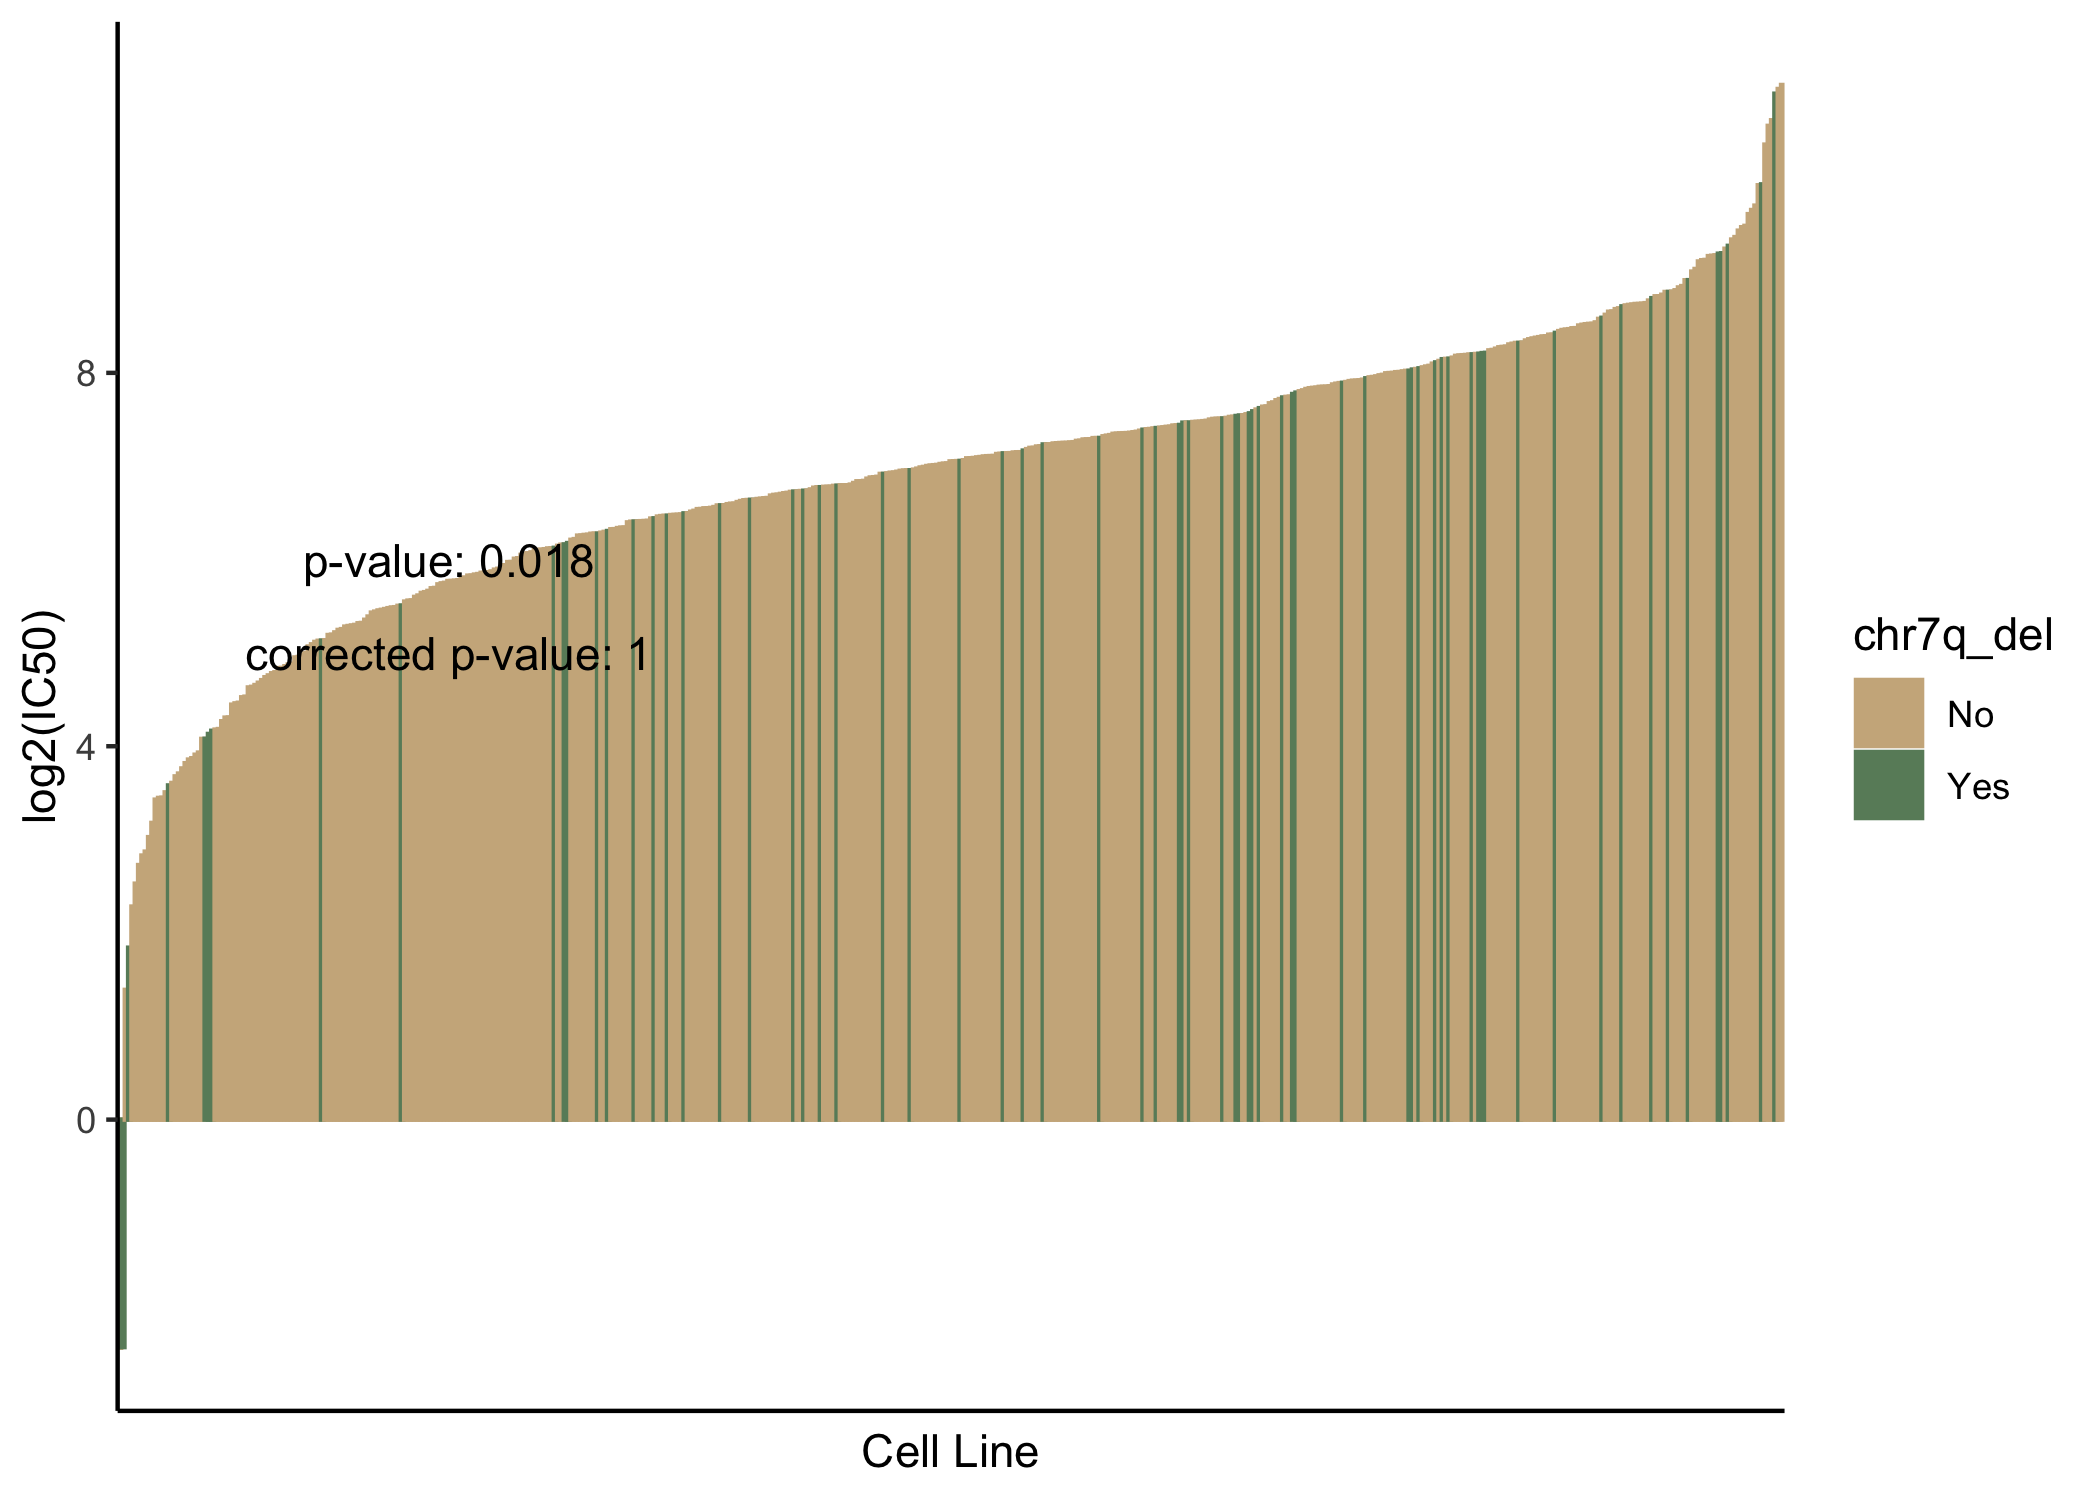 8
4
0
log2(IC50)
p-value: 0.018
corrected p-value: 1
Cell Line
chr7q_del
No
Yes